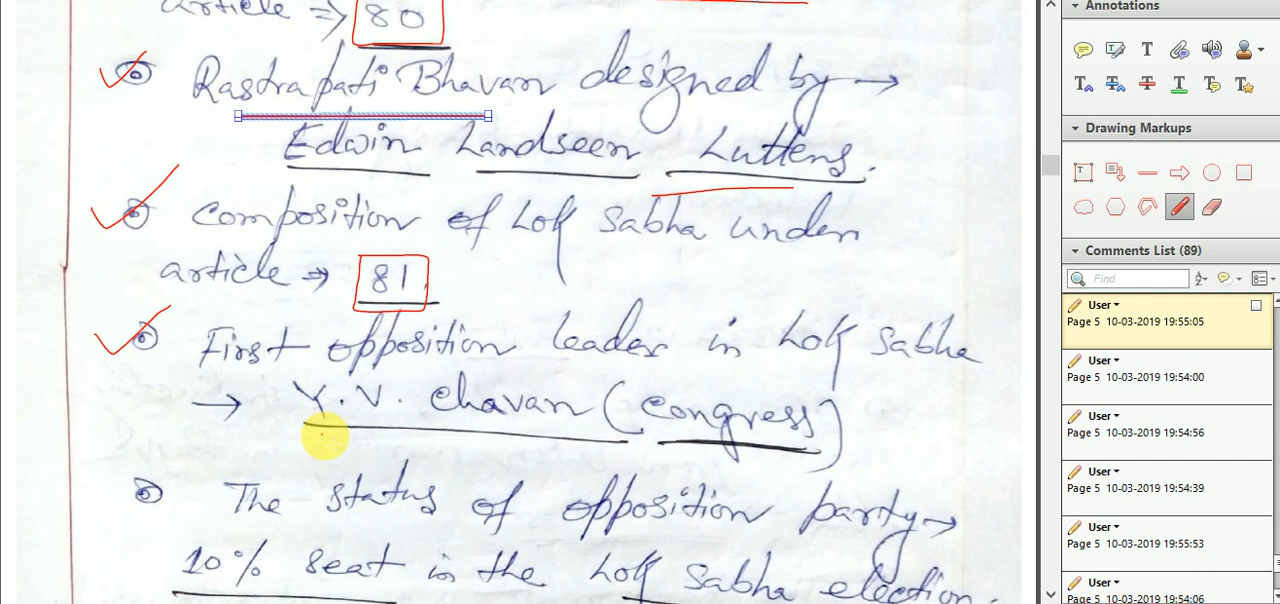 article ⇒ 80
Rastrapati Bhavan designed by →
Edwin Landseen Luttens.
Composition of Lok Sabha under
article ⇒ 81.
First opposition leader in Lok Sabha
→ Y.V. Chavan (Congress)
The status of opposition party →
10% seat in the Lok Sabha election.
Annotations
Drawing Markups
Comments List (89)
Find
User
Page 5 10-03-2019 19:55:05
User
Page 5 10-03-2019 19:54:00
User
Page 5 10-03-2019 19:54:56
User
Page 5 10-03-2019 19:54:39
User
Page 5 10-03-2019 19:55:53
User
Page 5 10-03-2019 19:54:06